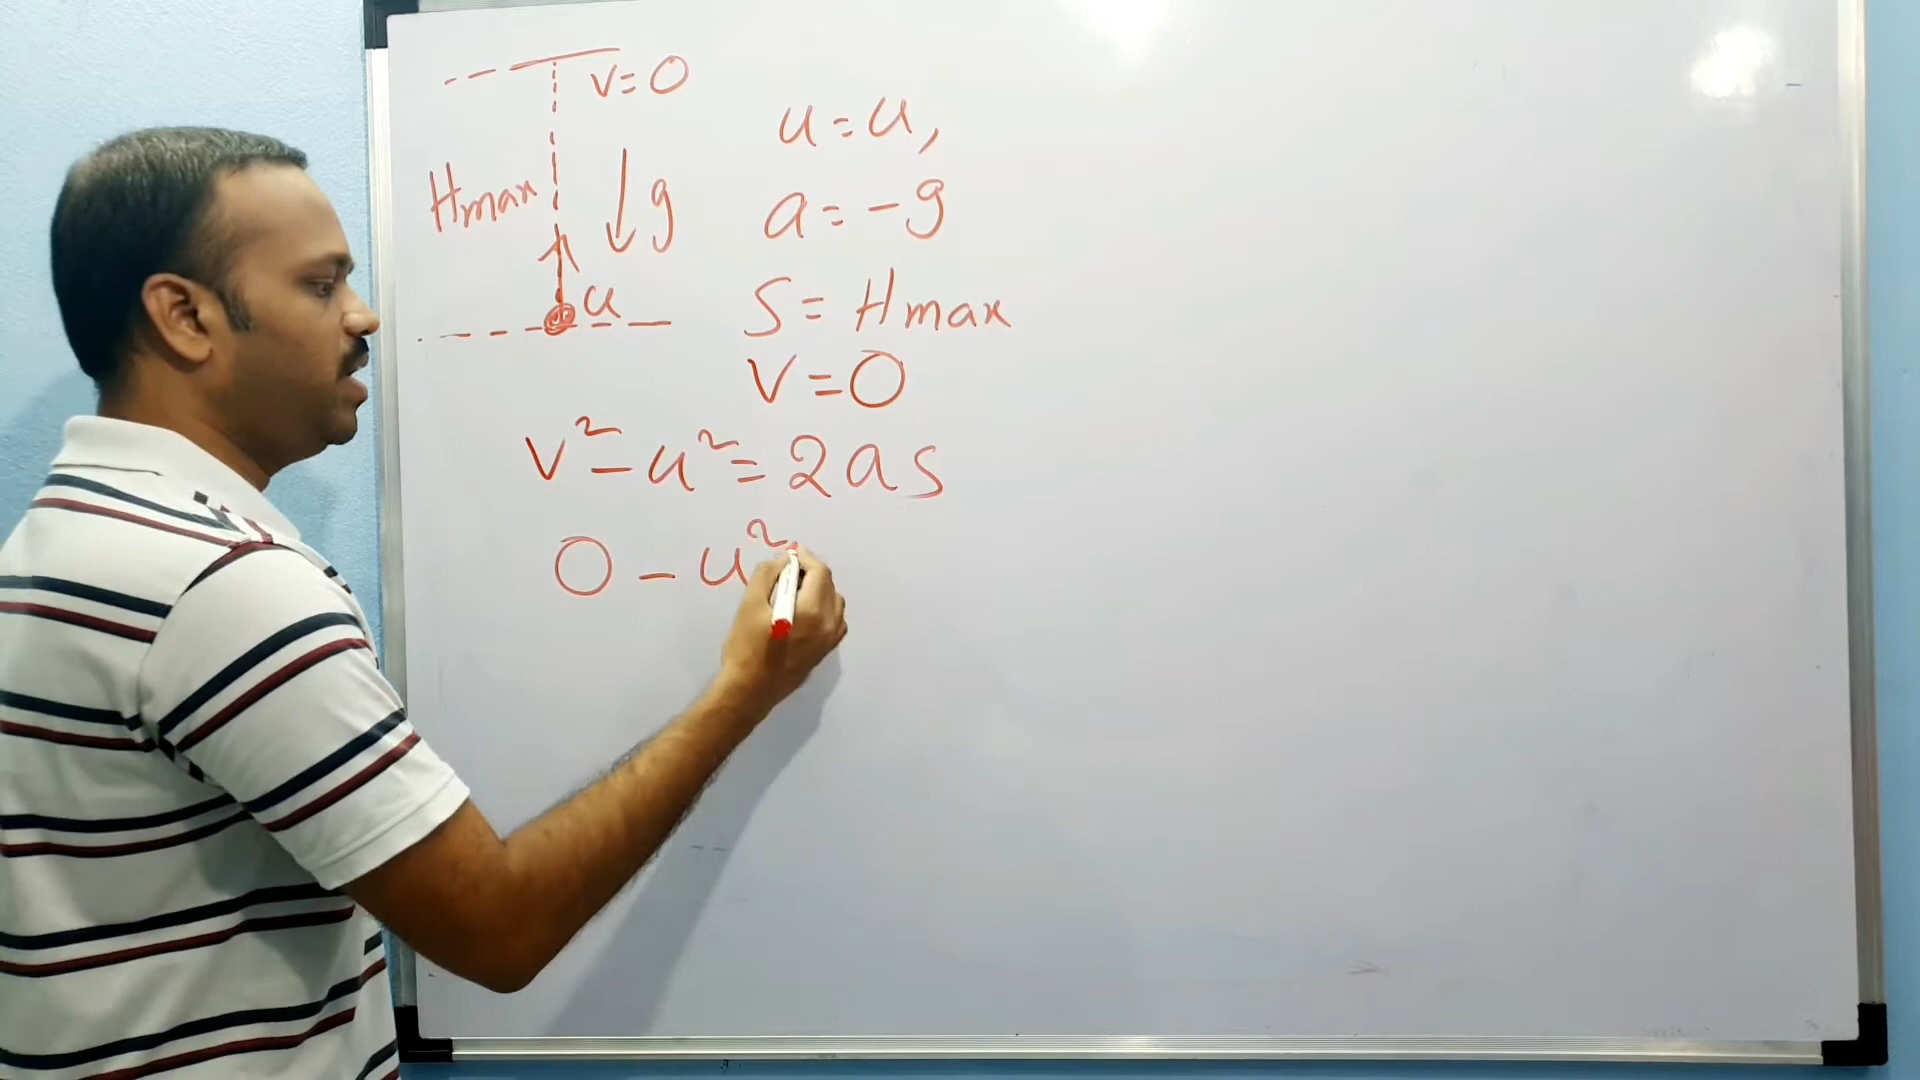 v=0
Hmax
g
u
u=u,
a=-g
S=Hmax
V=0
v²-u²=2as
0-u²